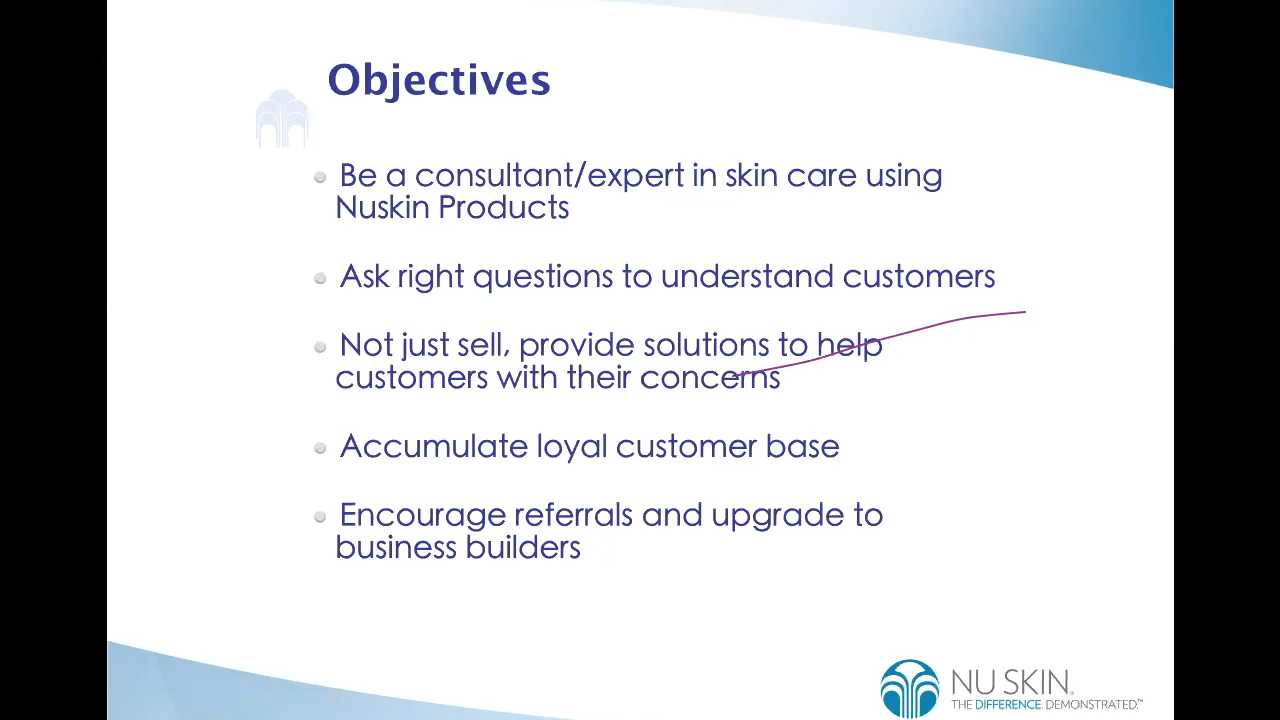 Objectives
Be a consultant/expert in skin care using
Nuskin Products
Ask right questions to understand customers
Not just sell, provide solutions to help
customers with their concerns
Accumulate loyal customer base
Encourage referrals and upgrade to
business builders
NU SKIN®
THE DIFFERENCE. DEMONSTRATED.™